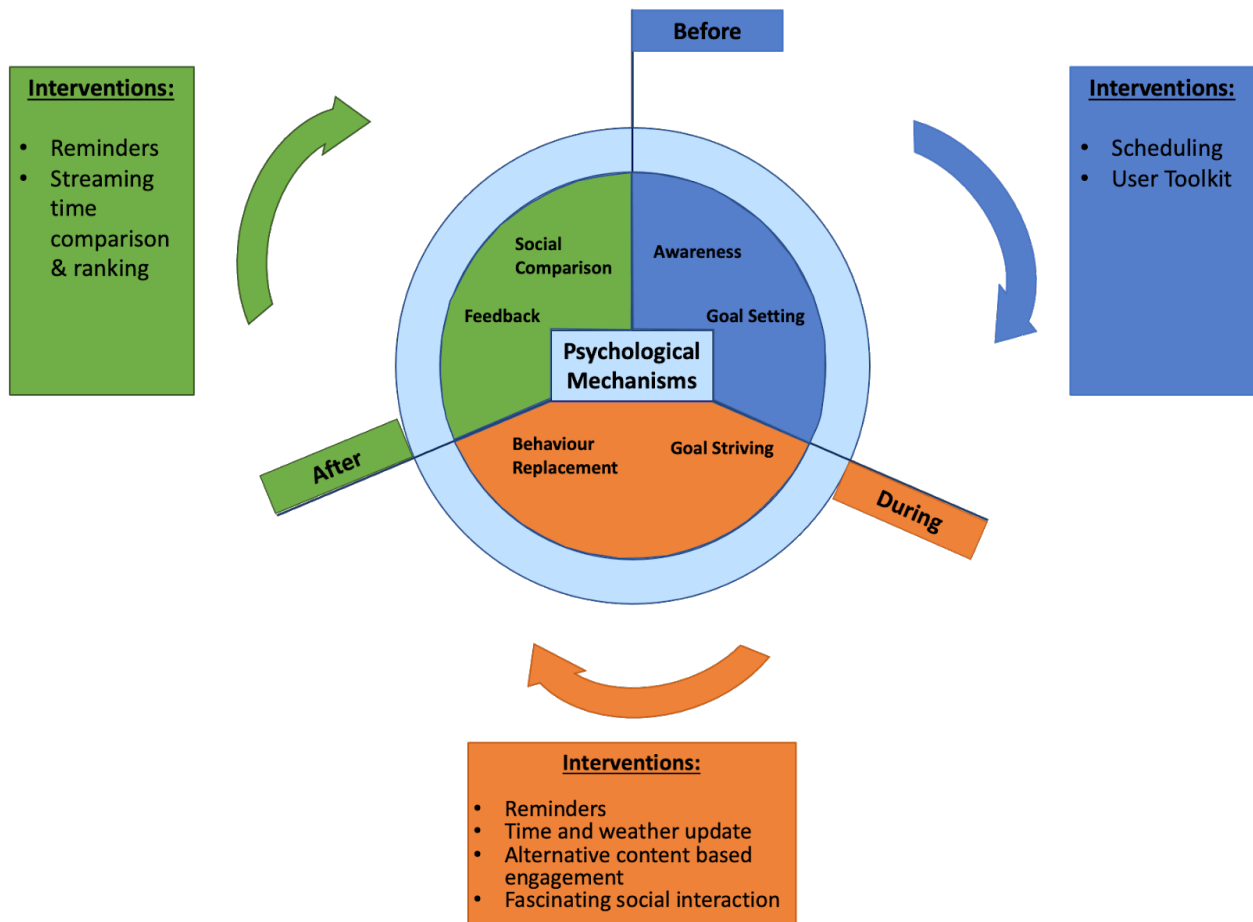 Before
Interventions:
• Reminders
• Streaming
time
comparison
& ranking
Interventions:
• Scheduling
• User Toolkit
Social
Comparison
Feedback
Awareness
Goal Setting
Psychological
Mechanisms
Behaviour
Replacement
Goal Striving
After
During
Interventions:
• Reminders
• Time and weather update
• Alternative content based
engagement
• Fascinating social interaction